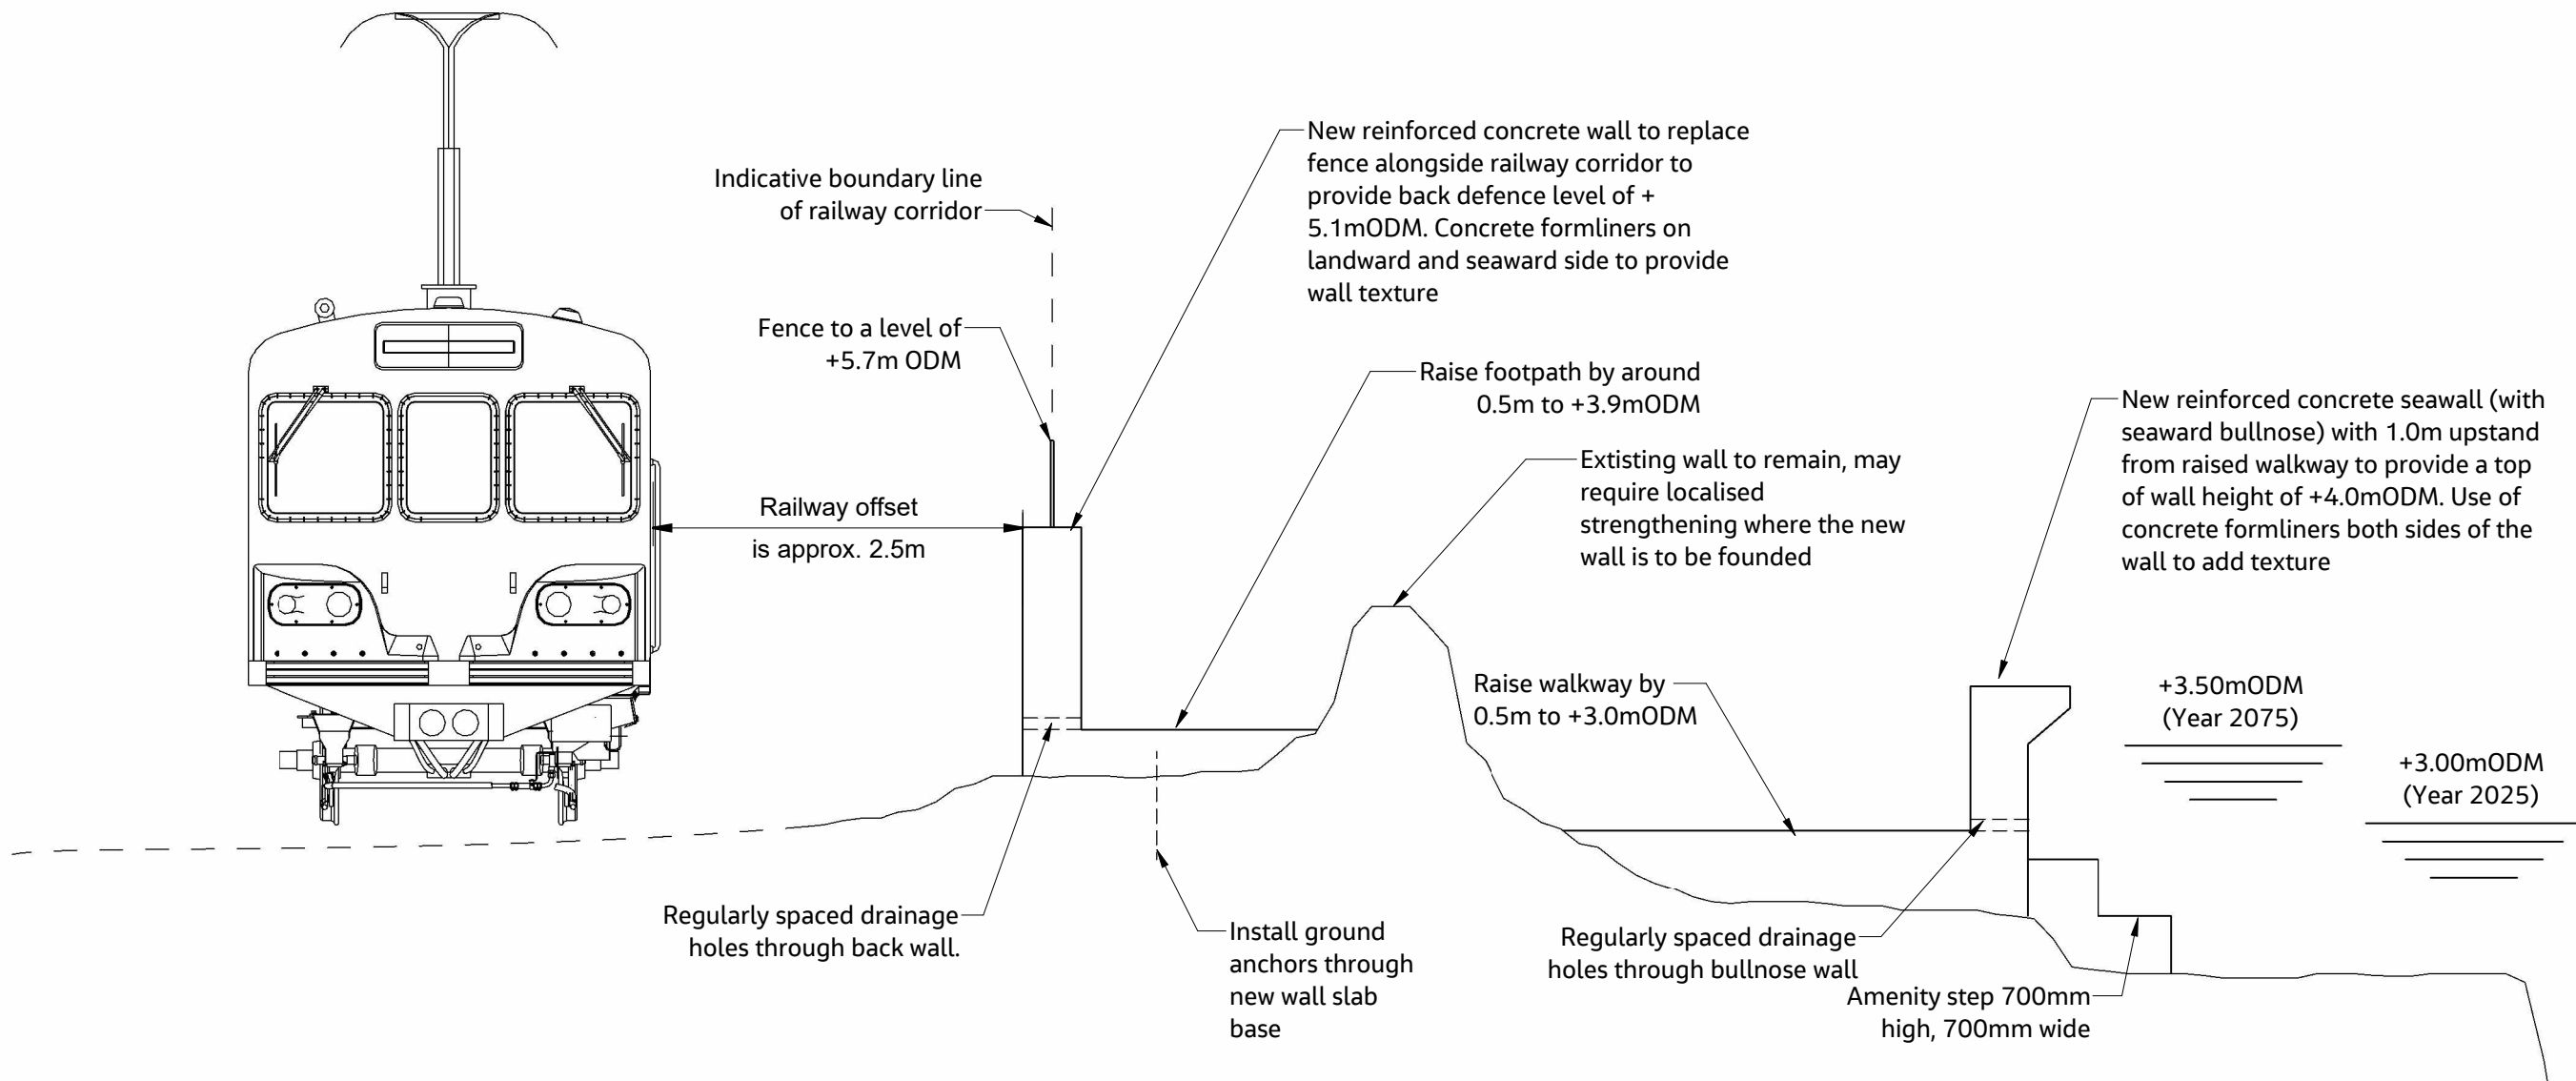 New reinforced concrete wall to replace
fence alongside railway corridor to
provide back defence level of +
5.1mODM. Concrete formliners on
landward and seaward side to provide
wall texture
Indicative boundary line
of railway corridor
Fence to a level of
+5.7m ODM
Raise footpath by around
0.5m to +3.9mODM
New reinforced concrete seawall (with
seaward bullnose) with 1.0m upstand
from raised walkway to provide a top
of wall height of +4.0mODM. Use of
concrete formliners both sides of the
wall to add texture
Extisting wall to remain, may
require localised
strengthening where the new
wall is to be founded
Railway offset
is approx. 2.5m
Raise walkway by
0.5m to +3.0mODM
+3.50mODM
(Year 2075)
+3.00mODM
(Year 2025)
Regularly spaced drainage
holes through back wall.
Install ground
anchors through
new wall slab
base
Regularly spaced drainage
holes through bullnose wall
Amenity step 700mm
high, 700mm wide